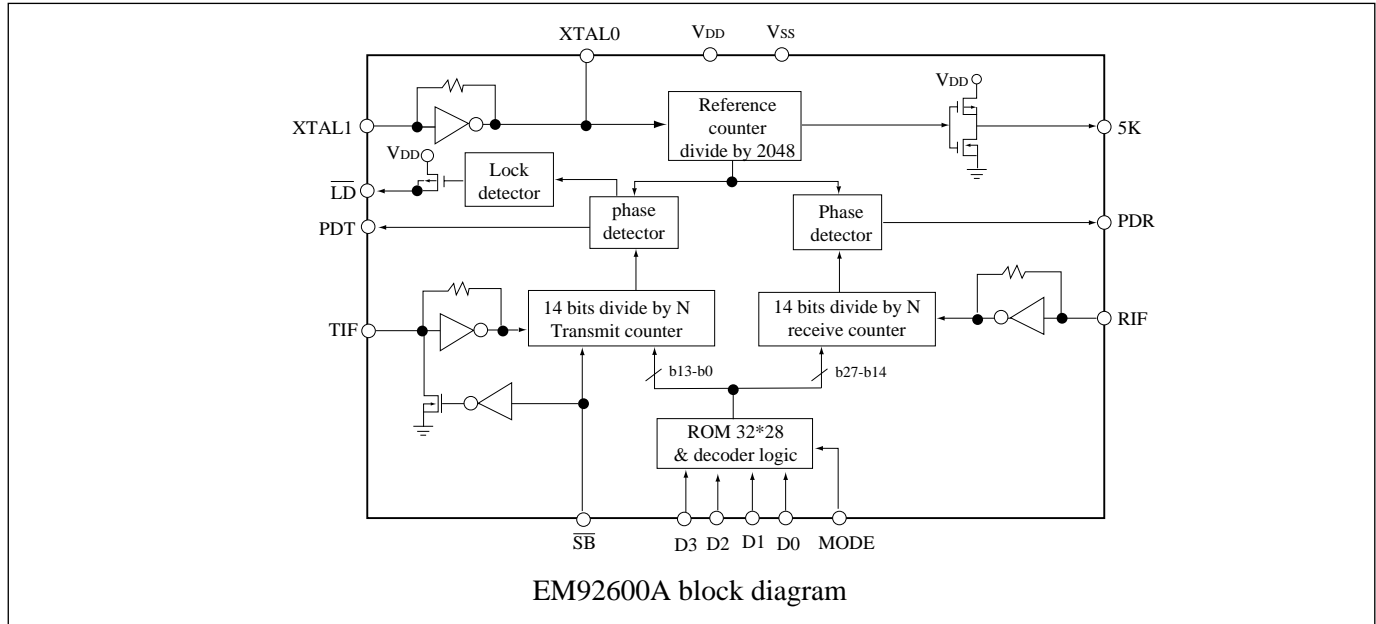 XTAL0
VDD
VSS
VDD
XTAL1
Reference
counter
divide by 2048
5K
VDD
Lock
detector
LD
PDT
phase
detector
Phase
detector
PDR
TIF
14 bits divide by N
Transmit counter
14 bits divide by N
receive counter
RIF
b13-b0
b27-b14
ROM 32*28
& decoder logic
SB
D3
D2
D1
D0
MODE
EM92600A block diagram